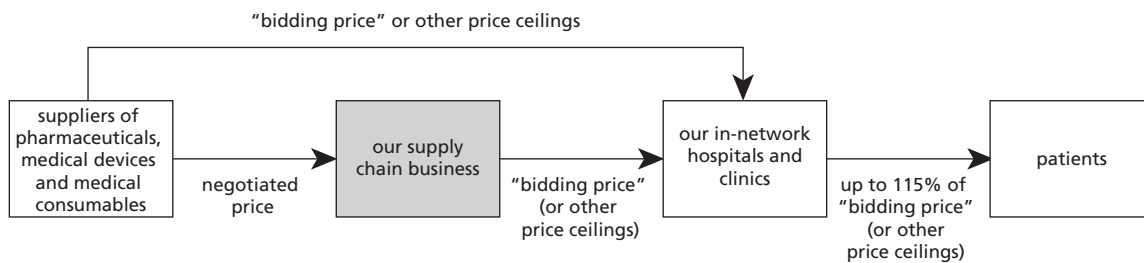 “bidding price” or other price ceilings
suppliers of
pharmaceuticals,
medical devices
and medical
consumables
negotiated
price
our supply
chain business
“bidding price”
(or other
price ceilings)
our in-network
hospitals and
clinics
up to 115% of
“bidding price”
(or other
price ceilings)
patients